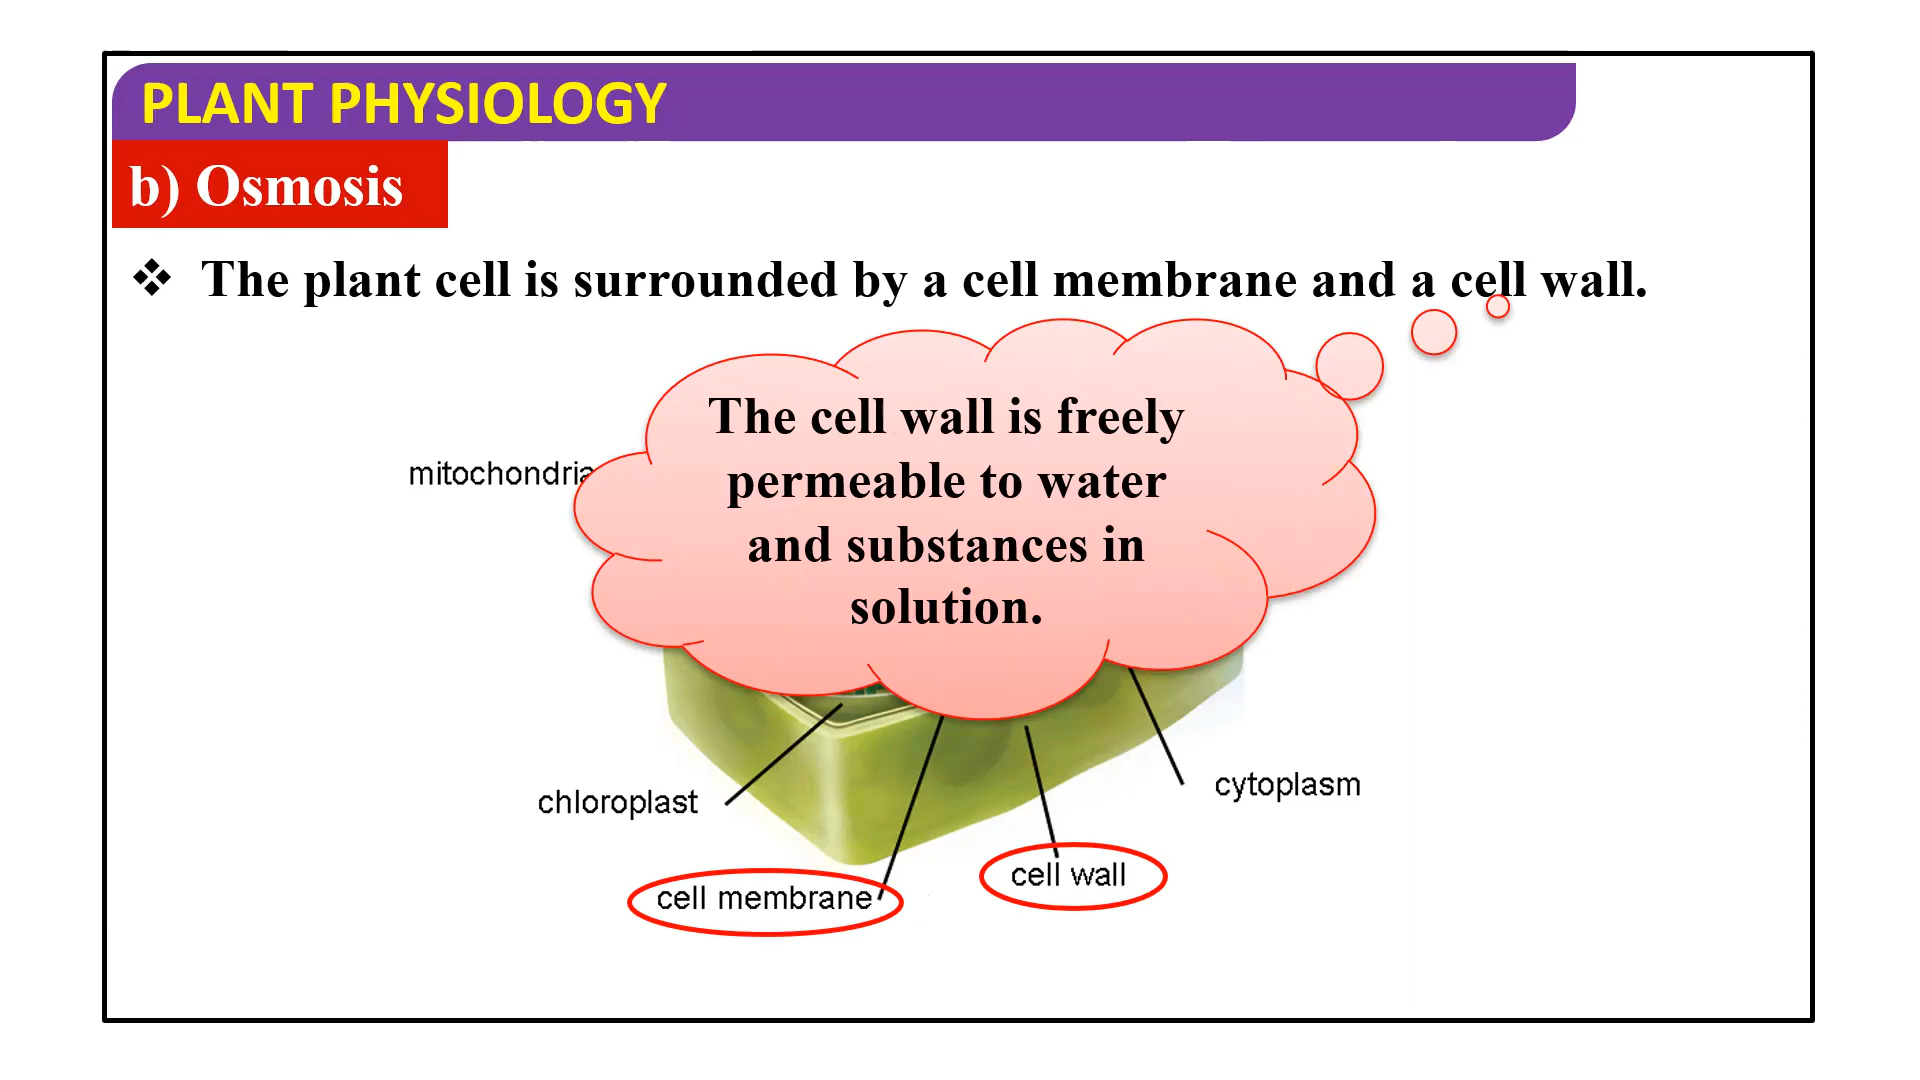 PLANT PHYSIOLOGY
b) Osmosis
❖ The plant cell is surrounded by a cell membrane and a cell wall.
The cell wall is freely
permeable to water
and substances in
solution.
mitochondria
chloroplast
cytoplasm
cell wall
cell membrane